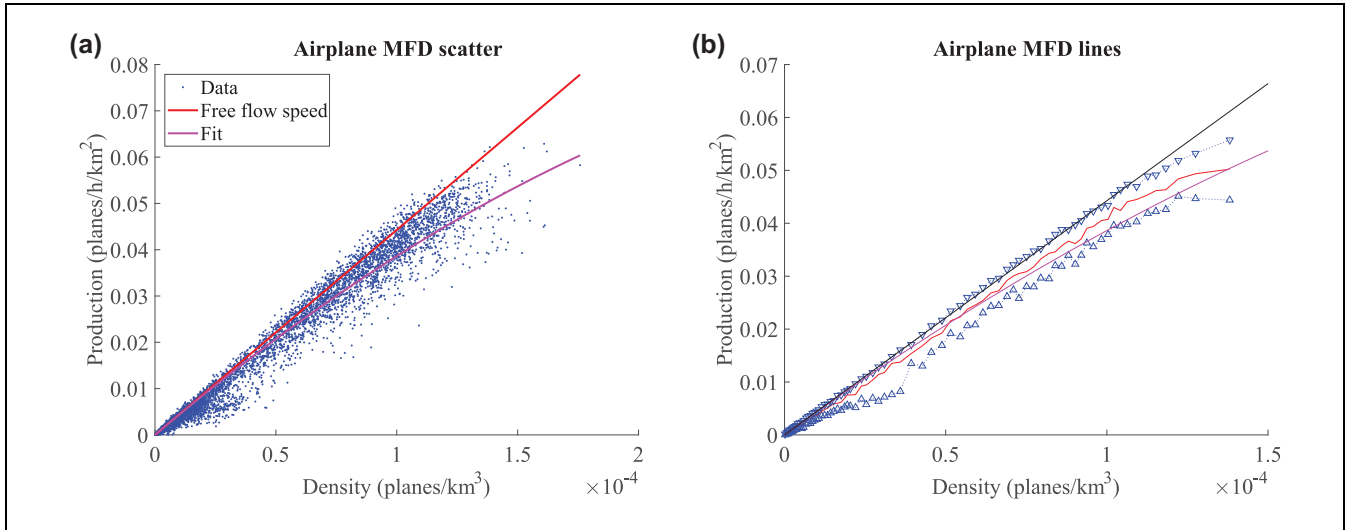 (a)
Airplane MFD scatter
0.08
0.07
0.06
0.05
0.04
0.03
0.02
0.01
0
Production (planes/h/km²)
Data
Free flow speed
Fit
0
0.5
1
1.5
2
Density (planes/km³)
×10⁻⁴
(b)
Airplane MFD lines
0.07
0.06
0.05
0.04
0.03
0.02
0.01
0
Production (planes/h/km²)
0
0.5
1
1.5
Density (planes/km³)
×10⁻⁴